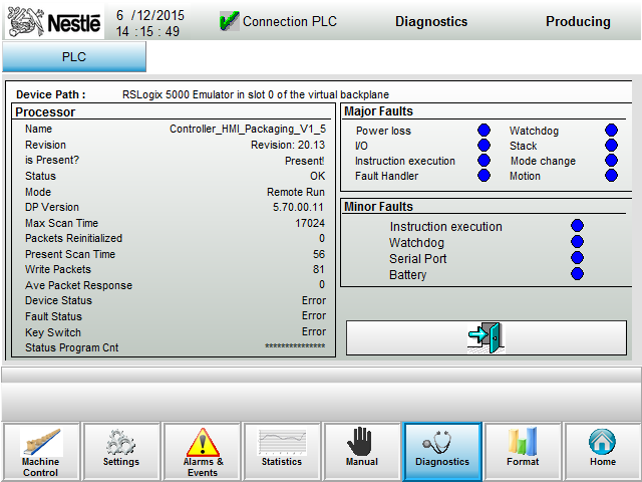 Nestlé
6 /12/2015
14 :15 : 49
Connection PLC
Diagnostics
Producing
PLC
Device Path : RSLogix 5000 Emulator in slot 0 of the virtual backplane
Processor
Name Controller_HMI_Packaging_V1_5
Revision Revision: 20.13
is Present? Present!
Status OK
Mode Remote Run
DP Version 5.70.00.11
Max Scan Time 17024
Packets Reinitialized 0
Present Scan Time 56
Write Packets 81
Ave Packet Response 0
Device Status Error
Fault Status Error
Key Switch Error
Status Program Cnt ***************
Major Faults
Power loss Watchdog
I/O Stack
Instruction execution Mode change
Fault Handler Motion
Minor Faults
Instruction execution
Watchdog
Serial Port
Battery
Machine
Control
Settings
Alarms &
Events
Statistics
Manual
Diagnostics
Format
Home